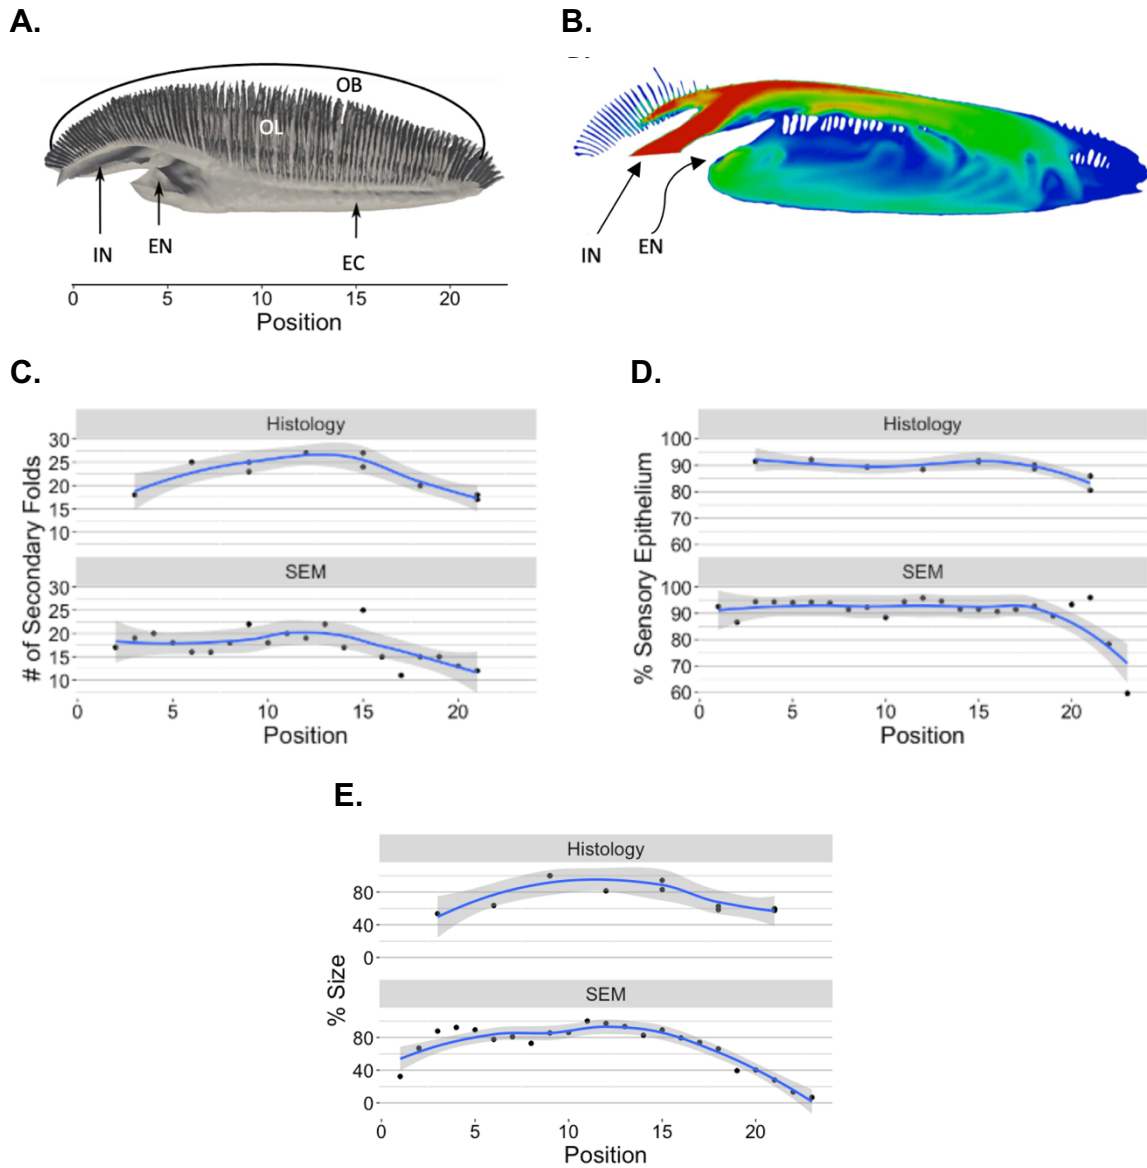 A.
B.
OB
OL
IN
EN
EC
0 5 10 15 20
Position
IN
EN
C.
D.
Histology
30
25
20
15
10
SEM
30
25
20
15
10
0 5 10 15 20
Position
# of Secondary Folds
Histology
100
90
80
70
60
SEM
100
90
80
70
60
0 5 10 15 20
Position
% Sensory Epithelium
E.
Histology
80
40
0
SEM
80
40
0
0 5 10 15 20
Position
% Size